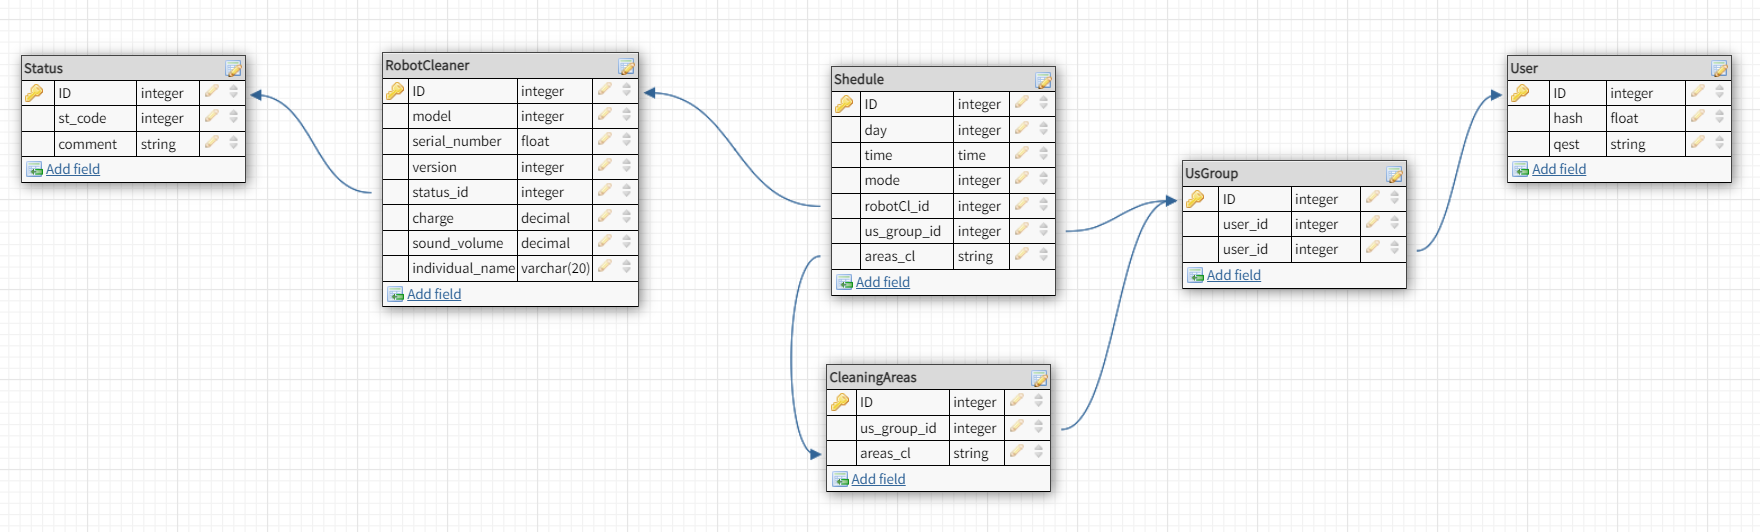 Status
ID integer
st_code integer
comment string
Add field
RobotCleaner
ID integer
model integer
serial_number float
version integer
status_id integer
charge decimal
sound_volume decimal
individual_name varchar(20)
Add field
Shedule
ID integer
day integer
time time
mode integer
robotCl_id integer
us_group_id integer
areas_cl string
Add field
CleaningAreas
ID integer
us_group_id integer
areas_cl string
Add field
UsGroup
ID integer
user_id integer
user_id integer
Add field
User
ID integer
hash float
qest string
Add field